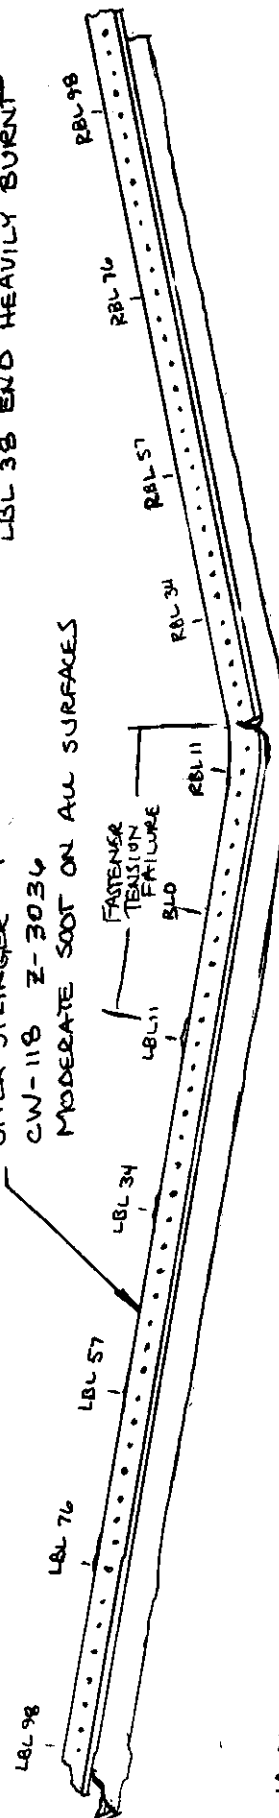 LBL 38 END HEAVILY BURNT
CW-118 Z-3036
MODERATE SOOT ON ALL SURFACES
FASTENER
TENSION
FAILURE
LBL 98
LBL 76
LBL 57
LBL 34
LBL 11
BL0
RBL 11
RBL 34
RBL 57
RBL 76
RBL 98